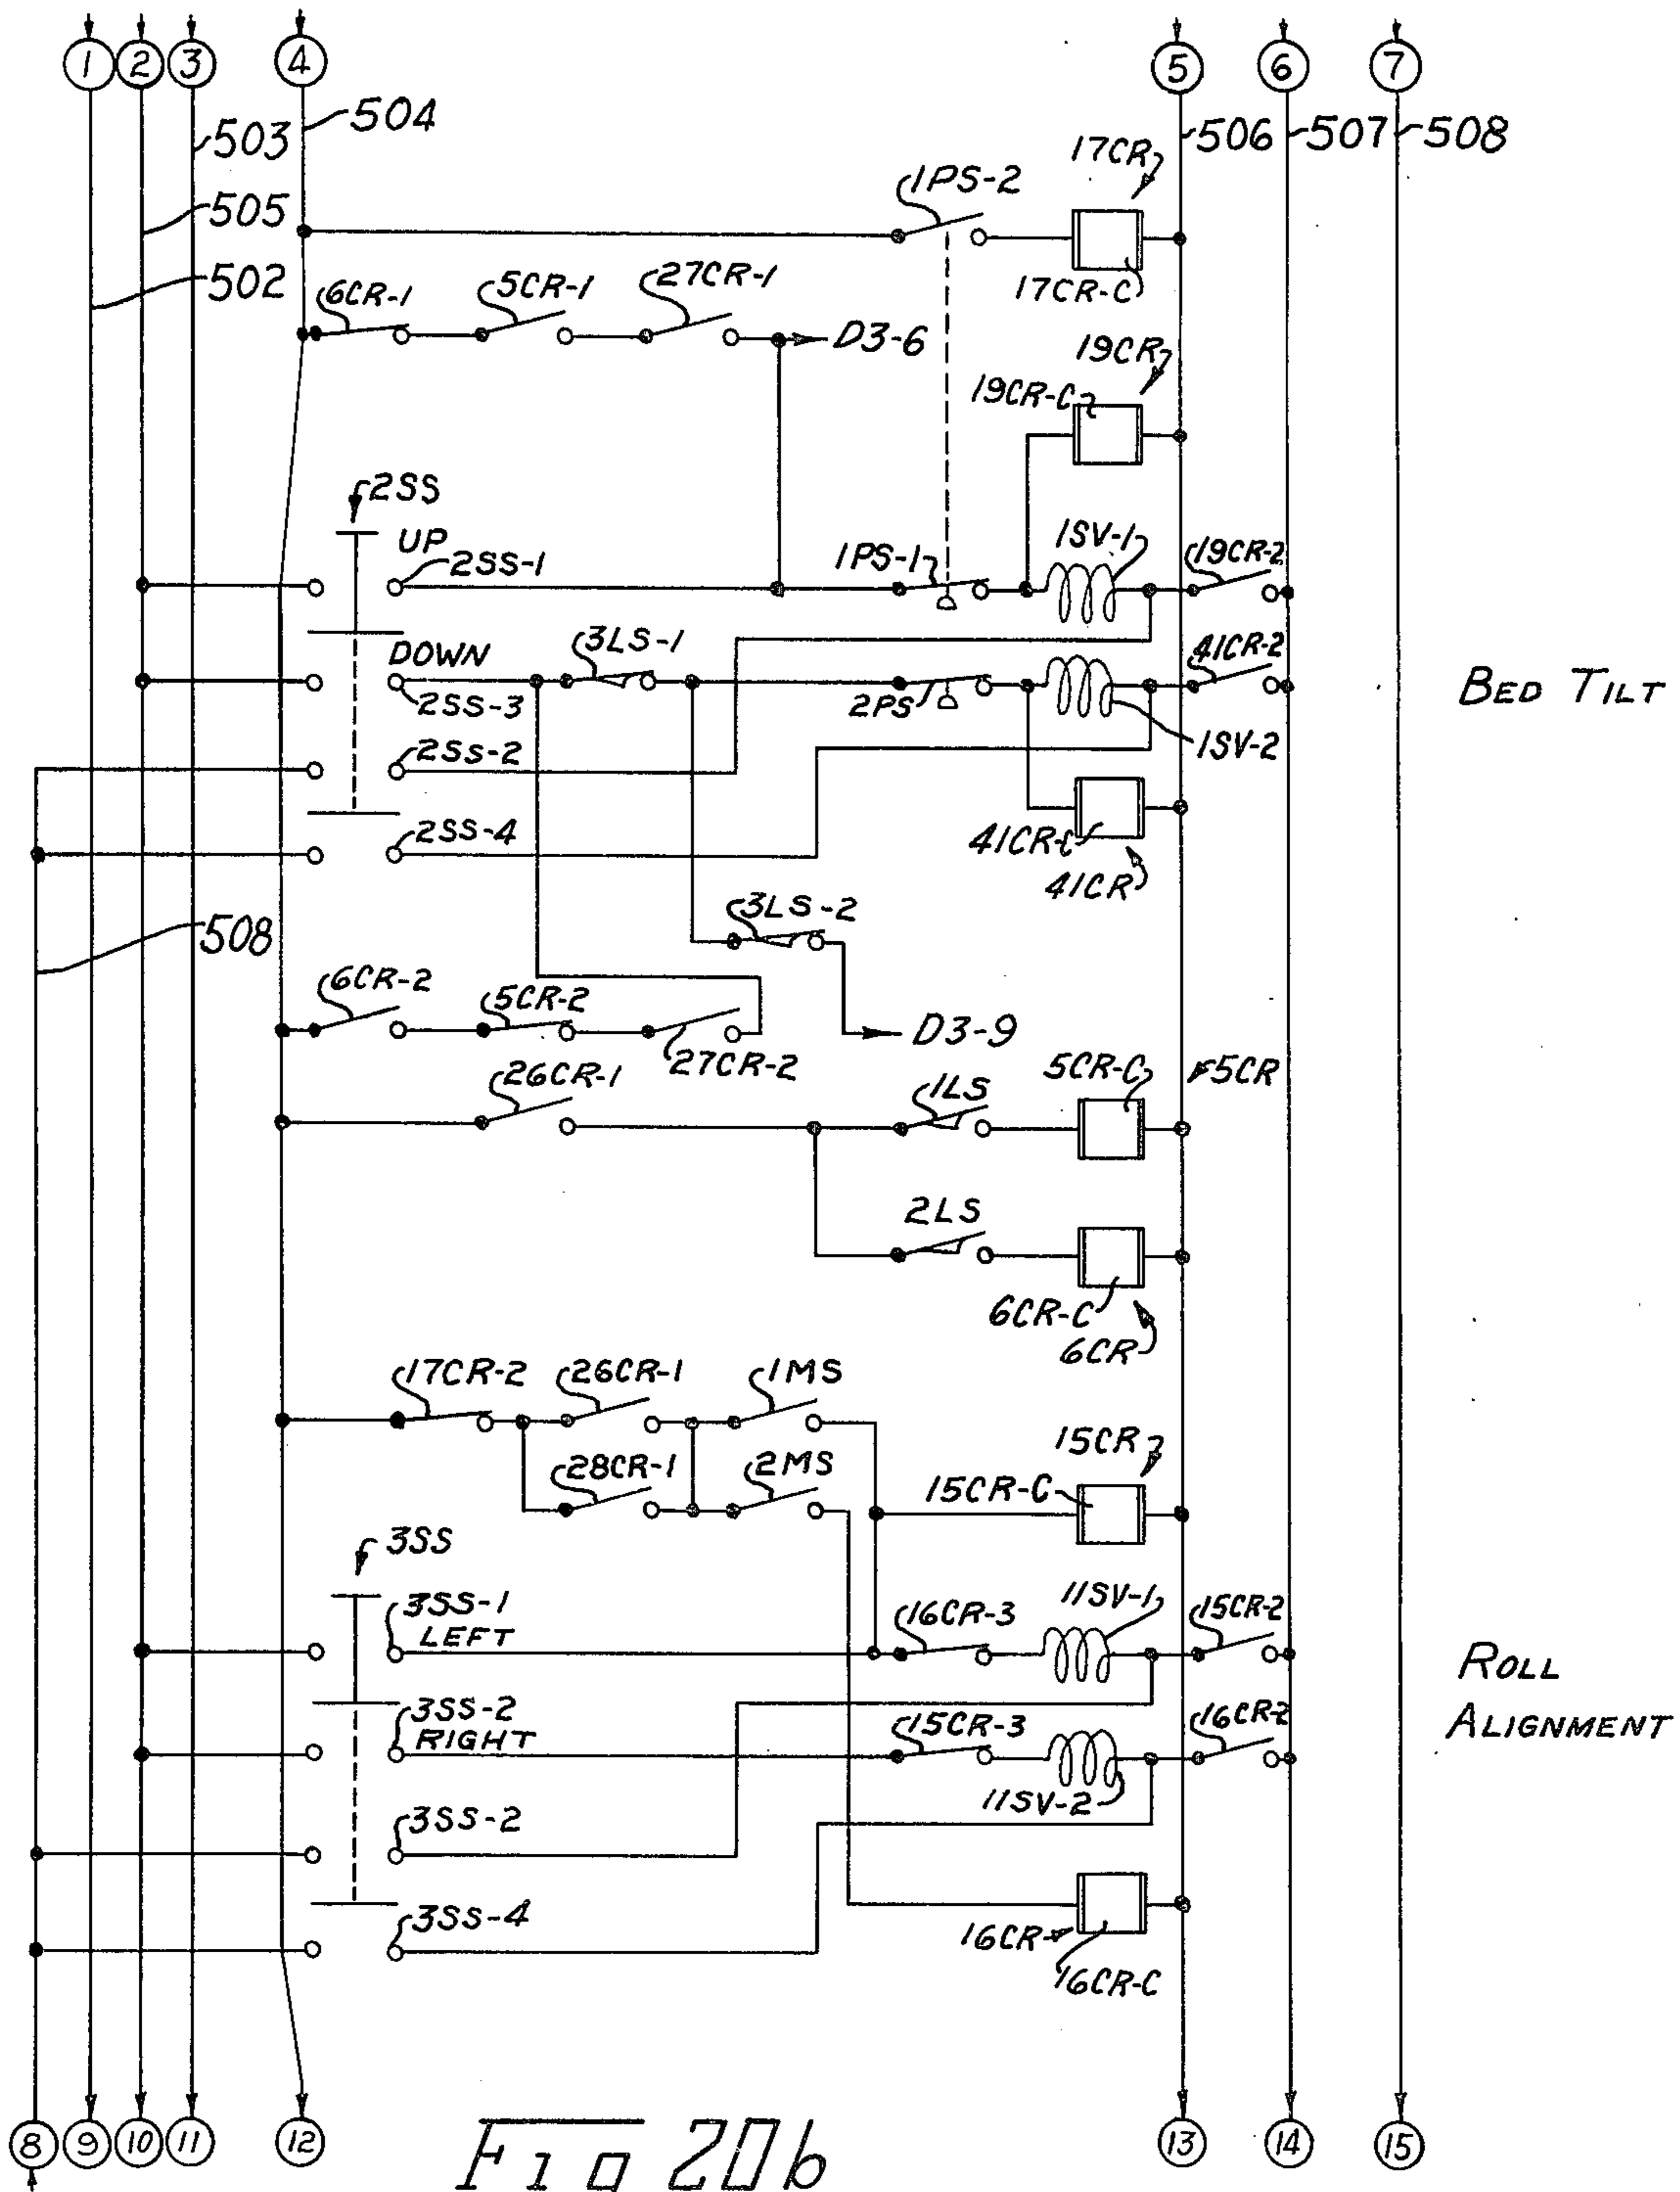 1 2 3 4 5 6 7
504
503
506 507 508
17CR
1PS-2
505
502
6CR-1 5CR-1 27CR-1
17CR-C
D3-6
19CR
19CR-C
2SS
UP
2SS-1
1PS-1
1SV-1
19CR-2
DOWN
3LS-1
41CR-2
2SS-3
2PS
BED TILT
2SS-2
1SV-2
2SS-4
41CR-C
41CR
3LS-2
508
6CR-2
5CR-2
D3-9
27CR-2
26CR-1
1LS
5CR-C
5CR
2LS
6CR-C
6CR
17CR-2 26CR-1 1MS
15CR
28CR-1 2MS
15CR-C
3SS
3SS-1
LEFT
16CR-3
11SV-1
15CR-2
3SS-2
RIGHT
15CR-3
16CR-2
ROLL
ALIGNMENT
11SV-2
3SS-2
3SS-4
16CR
16CR-C
8 9 10 11 12 13 14 15
Fig 20b